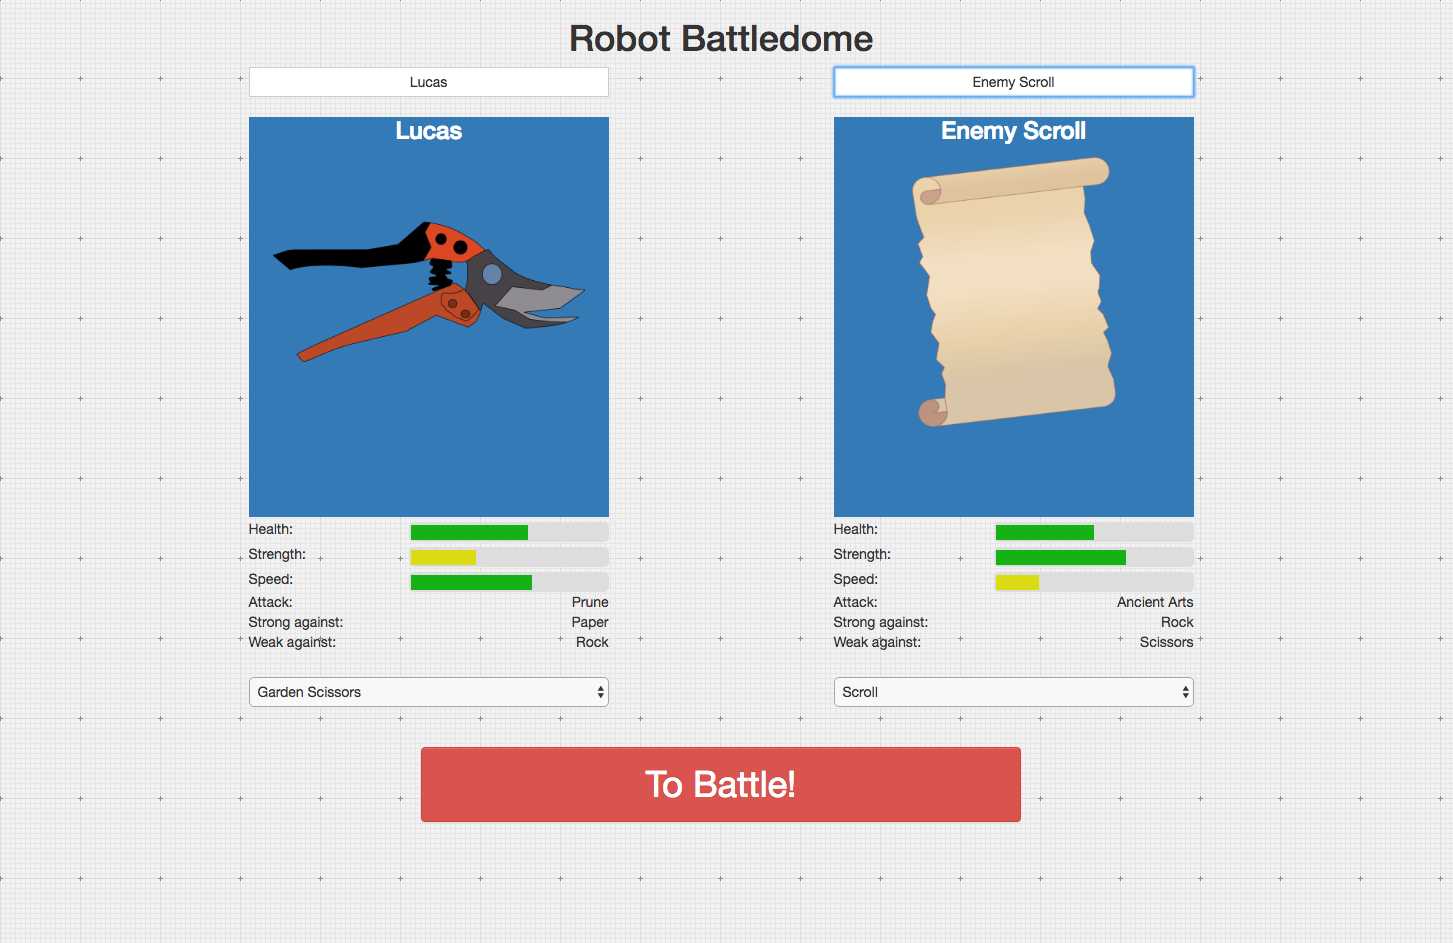 Robot Battledome
Lucas
Enemy Scroll
Lucas
Enemy Scroll
Health:
Strength:
Speed:
Attack: Prune
Strong against: Paper
Weak against: Rock
Health:
Strength:
Speed:
Attack: Ancient Arts
Strong against: Rock
Weak against: Scissors
Garden Scissors
Scroll
To Battle!